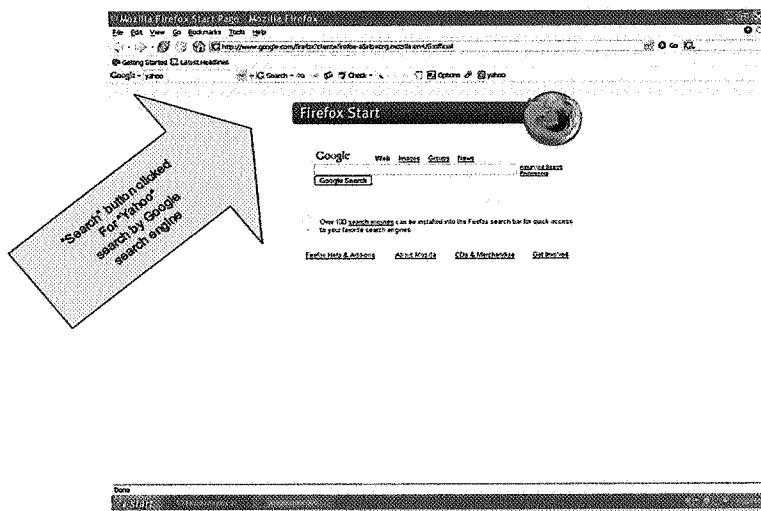 Mozilla Firefox Start Page - Mozilla Firefox
File Edit View Go Bookmarks Tools Help
Go
Getting Started Latest Headlines
Google - yahoo Search Check Options yahoo
Firefox Start
Google Web Images Groups News
Advanced Search
Preferences
Google Search
Over 100 search engines can be installed into the Firefox search bar for quick access
to your favorite search engines
Firefox Help & Add-ons About Mozilla CDs & Merchandise Get Involved
"Search" button clicked
For "Yahoo"
search by Google
search engine
Done
start